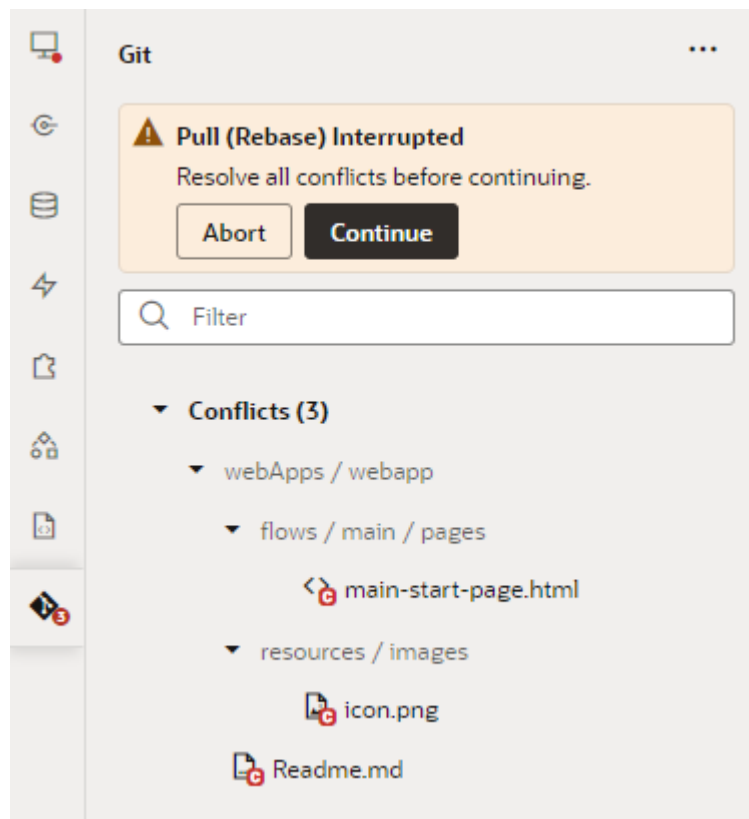 Git
Pull (Rebase) Interrupted
Resolve all conflicts before continuing.
Abort Continue
Filter
Conflicts (3)
webApps / webapp
flows / main / pages
C main-start-page.html
3
resources / images
C icon.png
C Readme.md